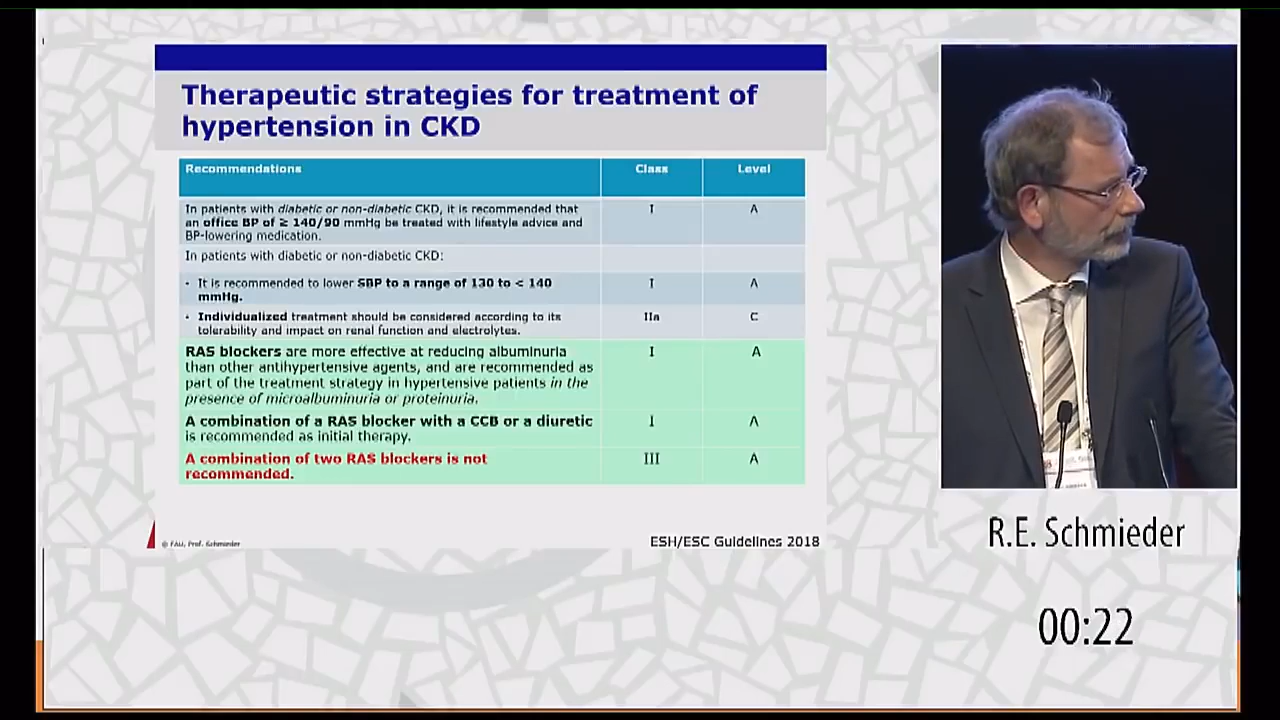 Therapeutic strategies for treatment of
hypertension in CKD
Recommendations Class Level
In patients with diabetic or non-diabetic CKD, it is recommended that I A
an office BP of ≥ 140/90 mmHg be treated with lifestyle advice and
BP-lowering medication.
In patients with diabetic or non-diabetic CKD:
• It is recommended to lower SBP to a range of 130 to < 140 I A
mmHg.
• Individualized treatment should be considered according to its IIa C
tolerability and impact on renal function and electrolytes.
RAS blockers are more effective at reducing albuminuria I A
than other antihypertensive agents, and are recommended as
part of the treatment strategy in hypertensive patients in the
presence of microalbuminuria or proteinuria.
A combination of a RAS blocker with a CCB or a diuretic I A
is recommended as initial therapy.
A combination of two RAS blockers is not III A
recommended.
© FAU, Prof. Schmieder
ESH/ESC Guidelines 2018
R.E. Schmieder
00:22